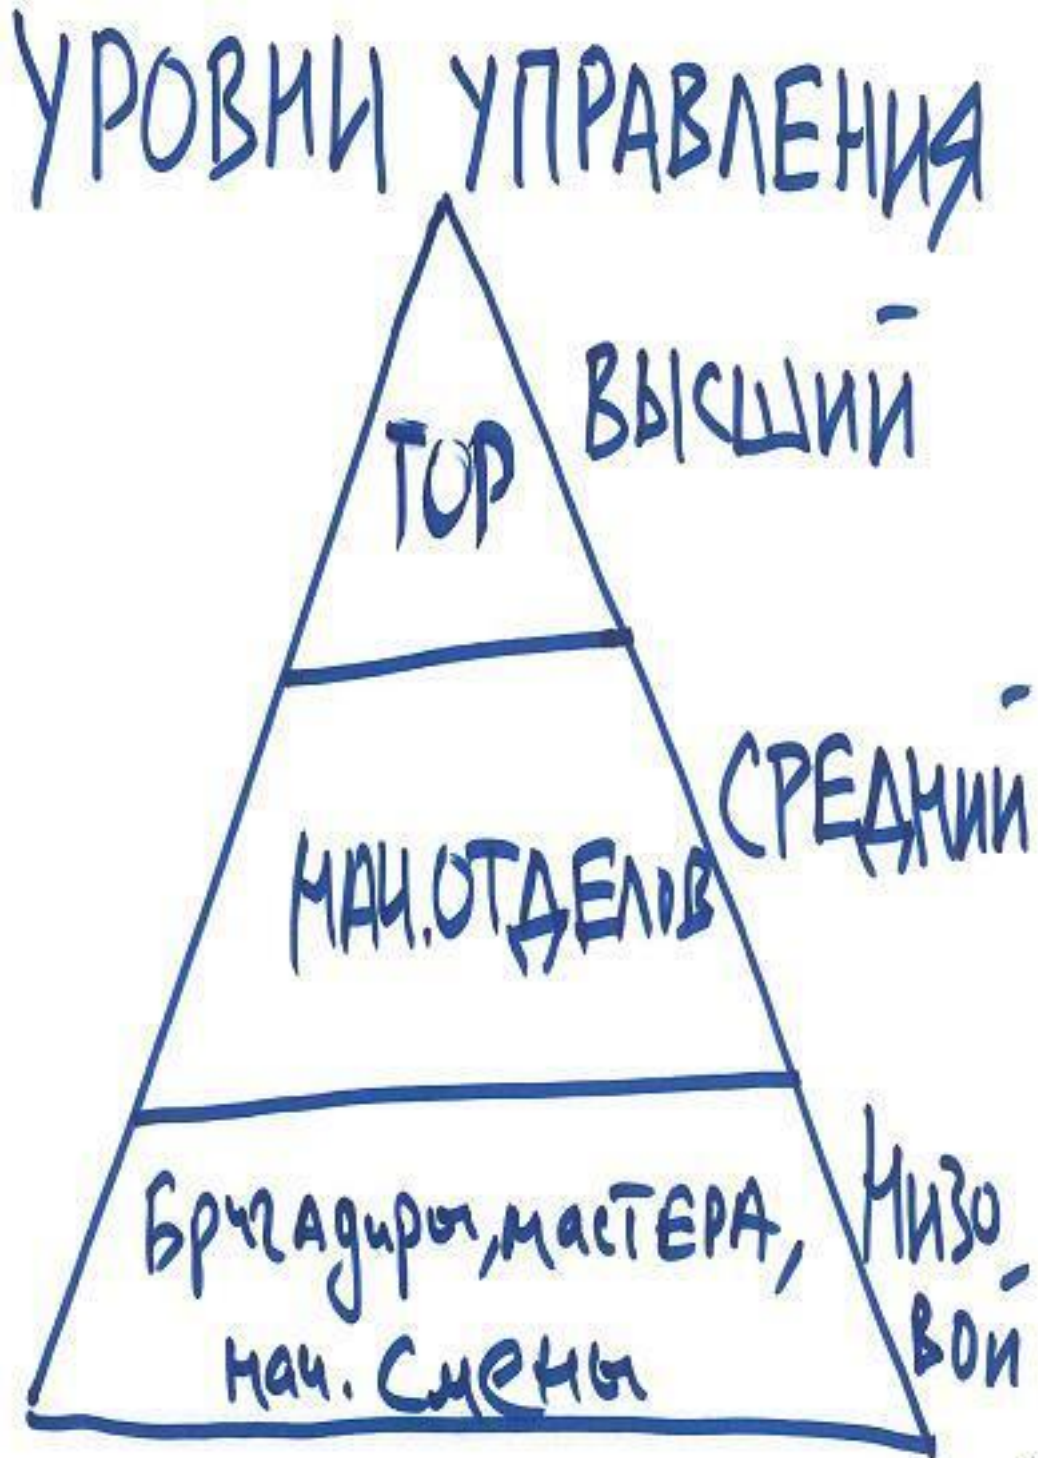 УРОВНИ УПРАВЛЕНИЯ
ВЫСШИЙ
TOP
СРЕДНИЙ
НАЧ. ОТДЕЛОВ
НИЗО
ВОЙ
Бригадиры, мастера,
нач. смены